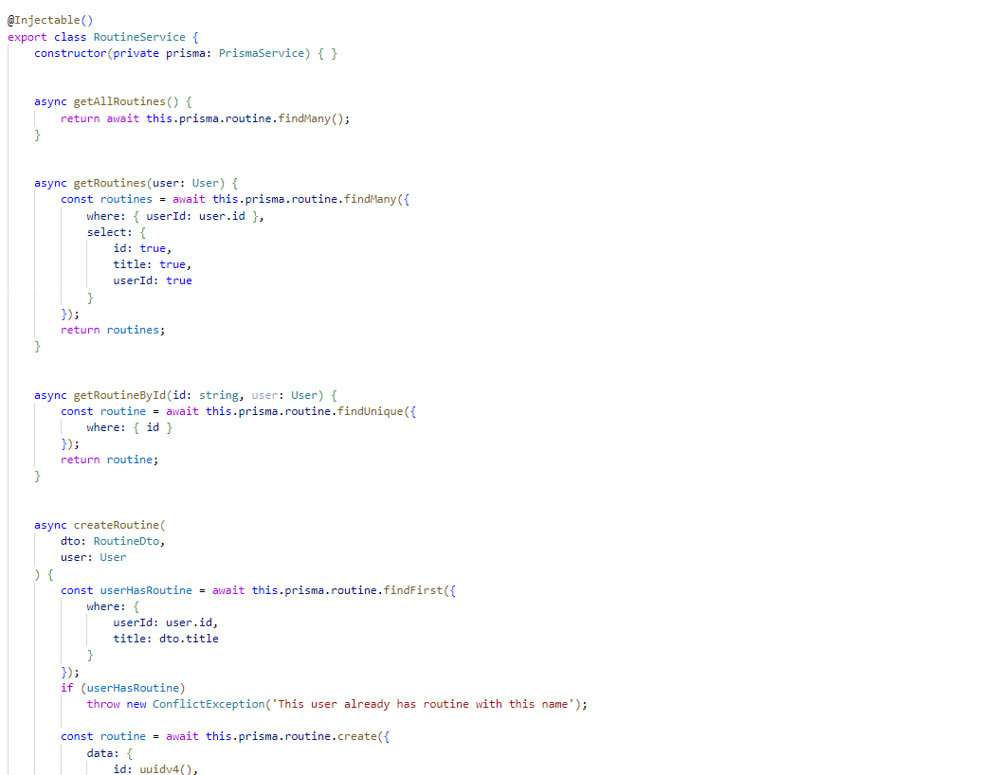 @Injectable()
export class RoutineService {
    constructor(private prisma: PrismaService) { }
    async getAllRoutines() {
        return await this.prisma.routine.findMany();
    }
    async getRoutines(user: User) {
        const routines = await this.prisma.routine.findMany({
            where: { userId: user.id },
            select: {
                id: true,
                title: true,
                userId: true
            }
        });
        return routines;
    }
    async getRoutineById(id: string, user: User) {
        const routine = await this.prisma.routine.findUnique({
            where: { id }
        });
        return routine;
    }
    async createRoutine(
        dto: RoutineDto,
        user: User
    ) {
        const userHasRoutine = await this.prisma.routine.findFirst({
            where: {
                userId: user.id,
                title: dto.title
            }
        });
        if (userHasRoutine)
            throw new ConflictException('This user already has routine with this name');
        const routine = await this.prisma.routine.create({
            data: {
                id: uuidv4(),